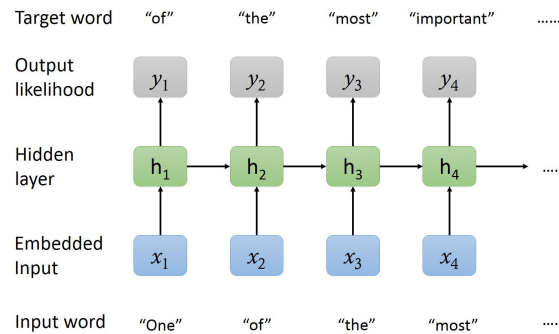 Target word “of” “the” “most” “important” ......
Output
likelihood
y1 y2 y3 y4
Hidden
layer
h1 h2 h3 h4 ....
Embedded
Input
x1 x2 x3 x4
Input word “One” “of” “the” “most” ....